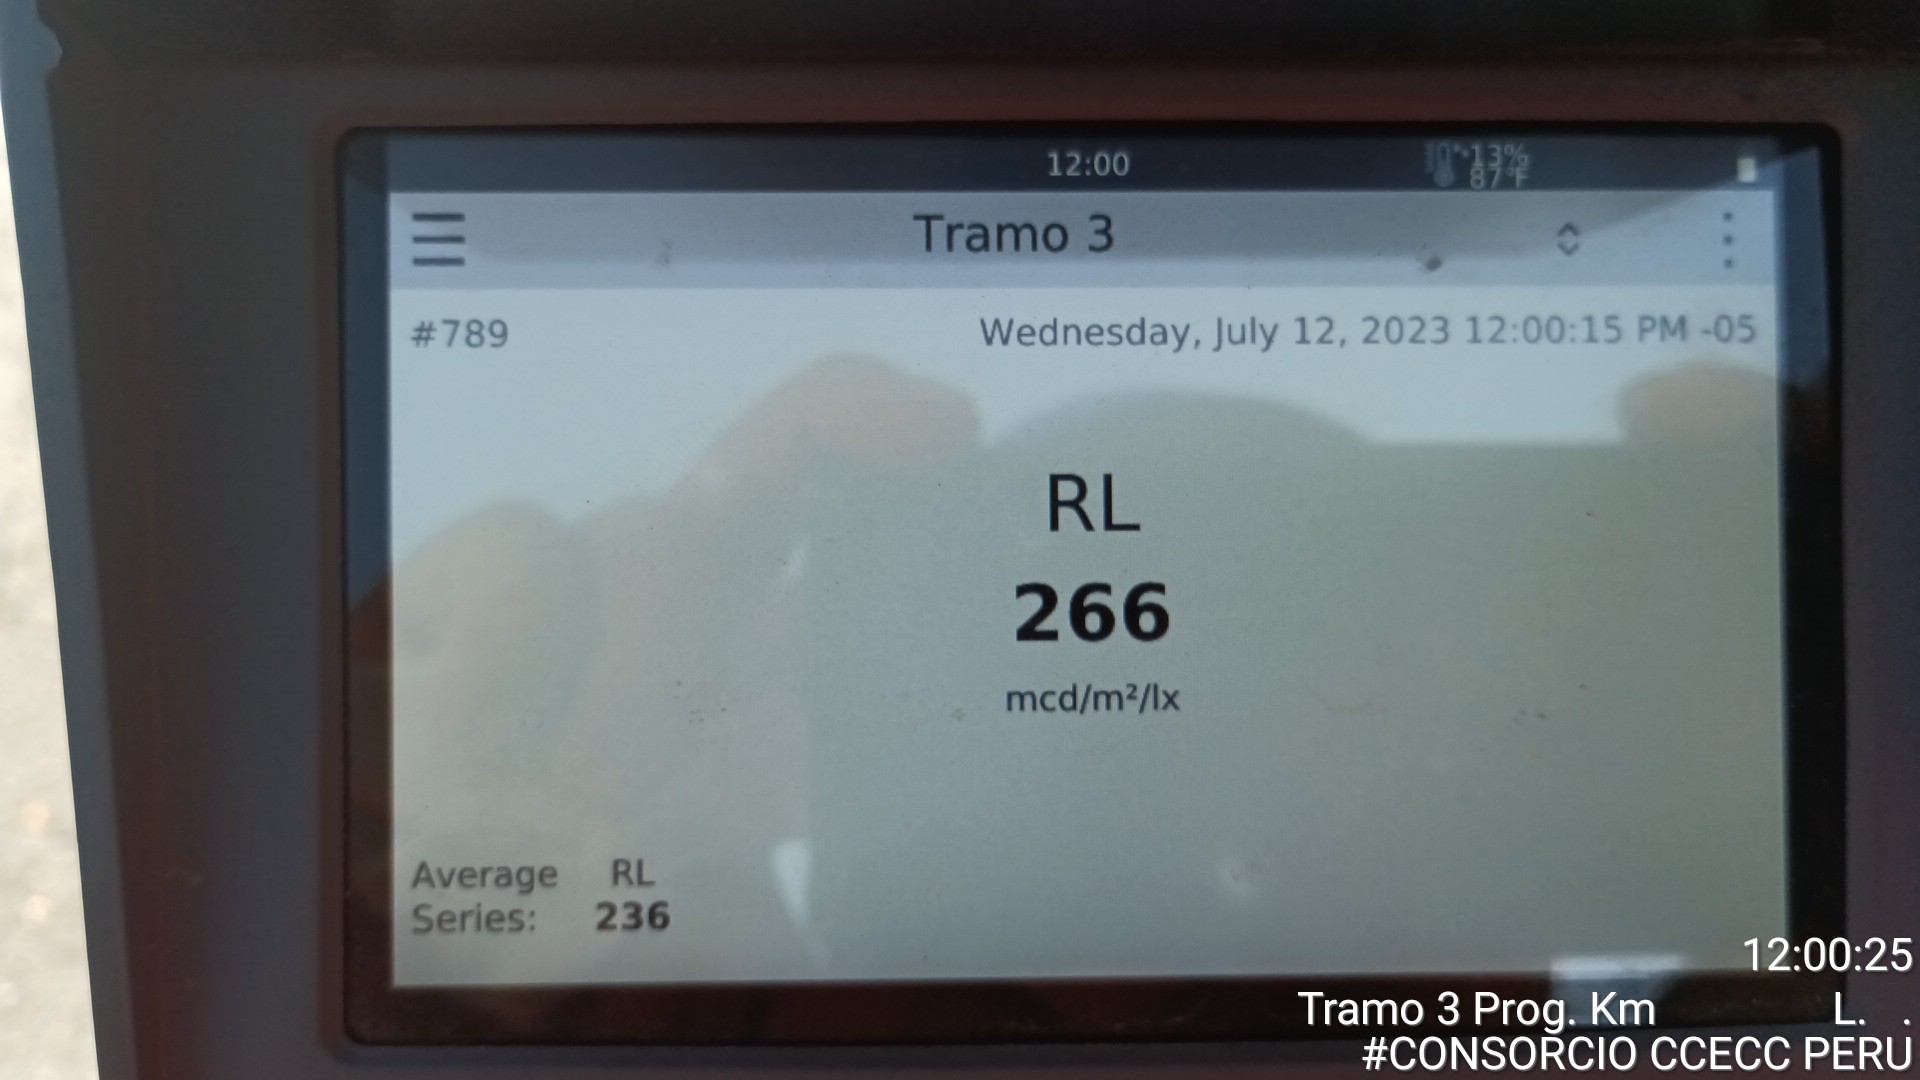 12:00
13%
87°F
Tramo 3
#789
Wednesday, July 12, 2023 12:00:15 PM -05
RL
266
mcd/m²/lx
Average RL
Series: 236
12:00:25
Tramo 3 Prog. Km L. .
#CONSORCIO CCECC PERU